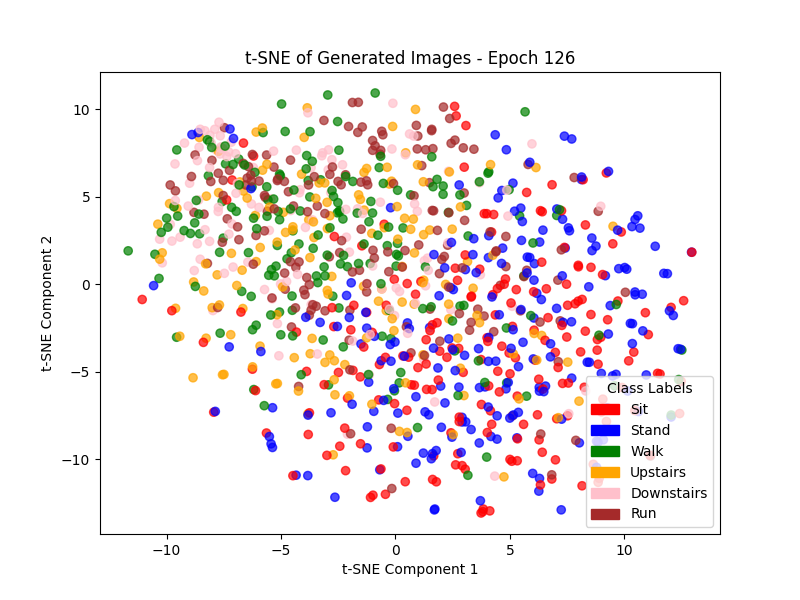 t-SNE of Generated Images - Epoch 126
t-SNE Component 2
10
5
0
−5
−10
Class Labels
Sit
Stand
Walk
Upstairs
Downstairs
Run
−10 −5 0 5 10
t-SNE Component 1